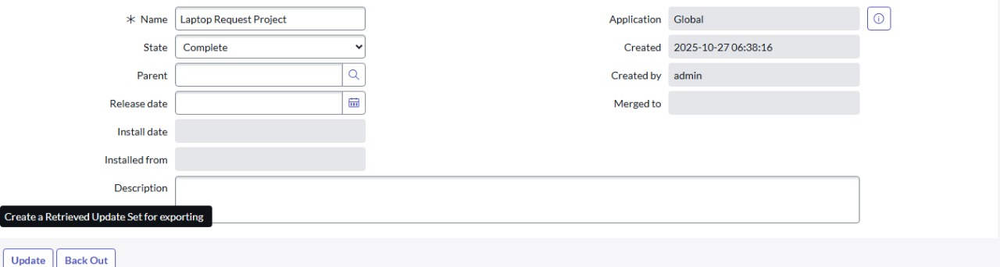 Name Laptop Request Project
Application Global
State Complete
Created 2025-10-27 06:38:16
Parent
Created by admin
Release date
Merged to
Install date
Installed from
Description
Create a Retrieved Update Set for exporting
Update Back Out